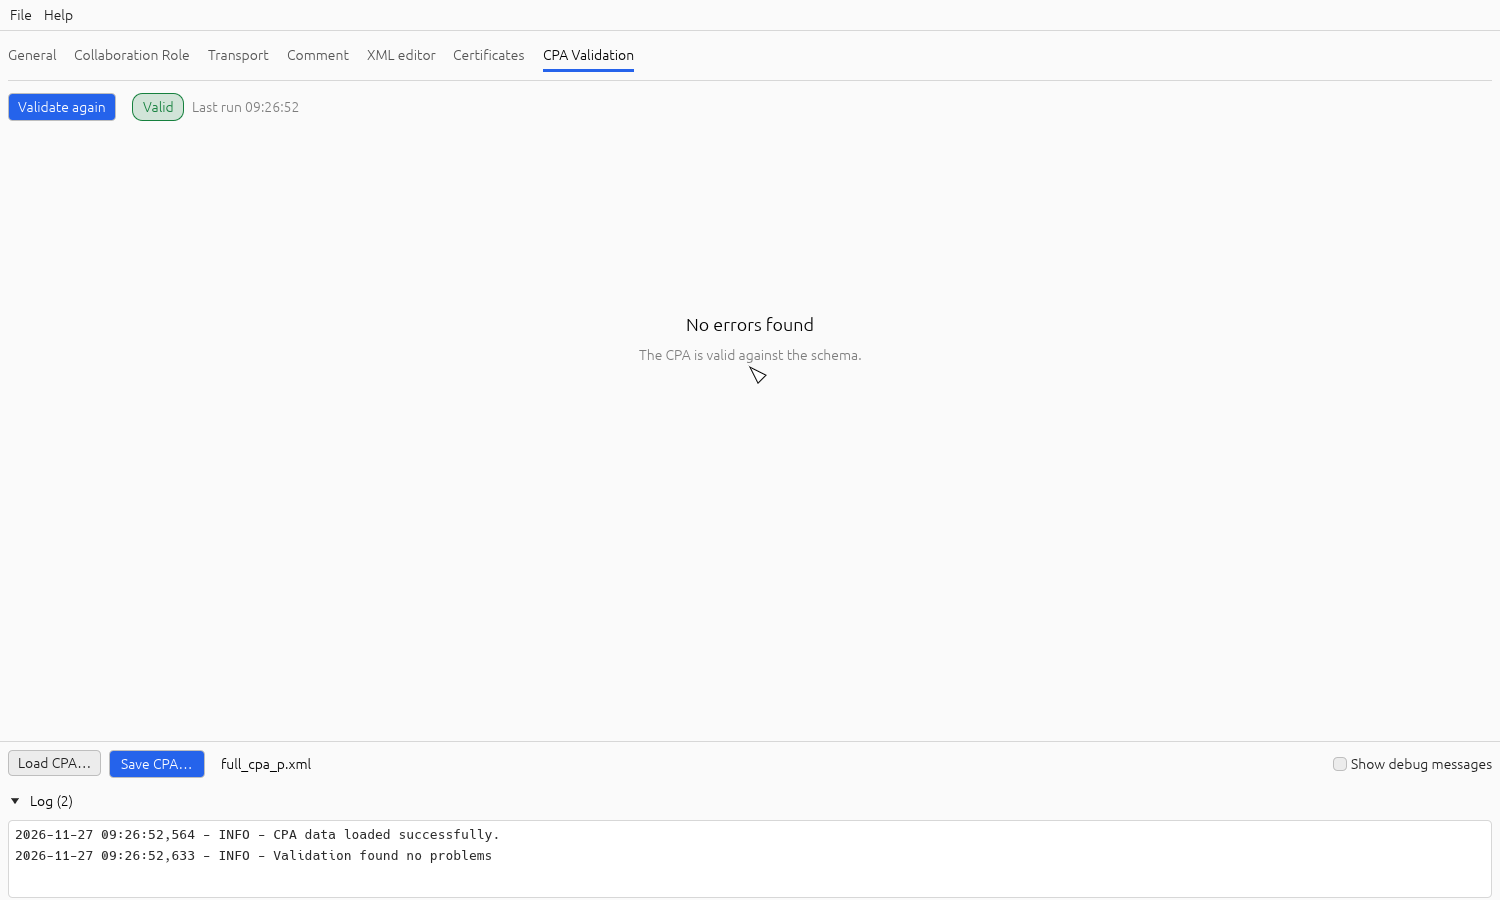 File Help
General Collaboration Role Transport Comment XML editor Certificates CPA Validation
Validate again Valid Last run 09:26:52
No errors found
The CPA is valid against the schema.
Load CPA... Save CPA... full_cpa_p.xml Show debug messages
Log (2)
2026-11-27 09:26:52,564 - INFO - CPA data loaded successfully.
2026-11-27 09:26:52,633 - INFO - Validation found no problems